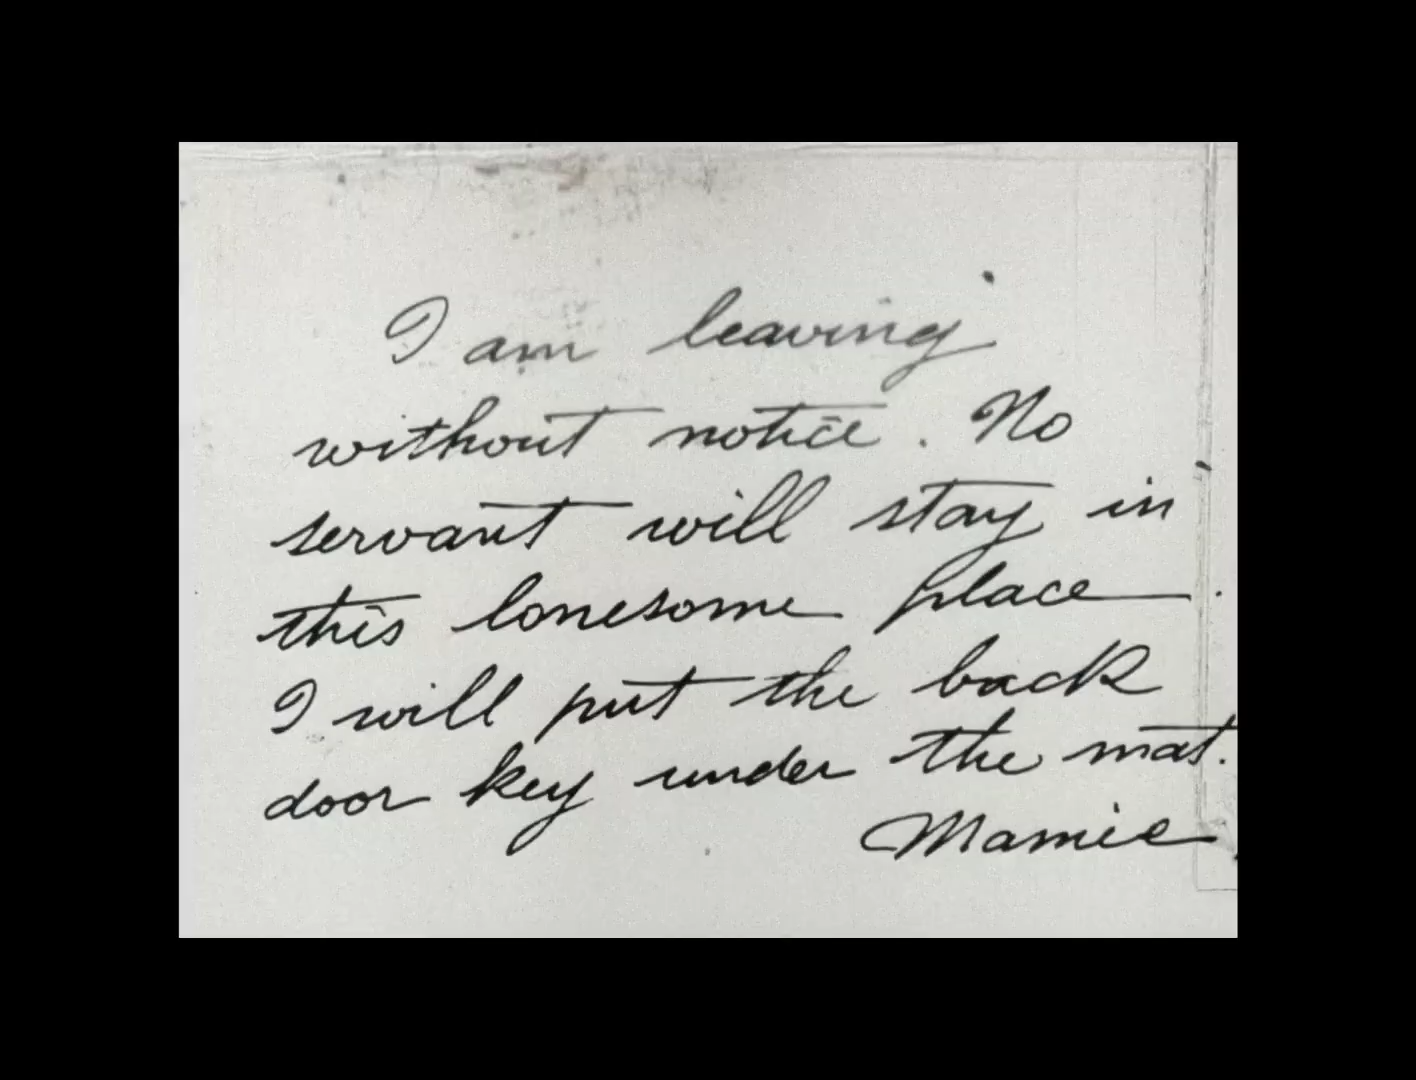 I am leaving
without notice. No
servant will stay in
this lonesome place.
I will put the back
door key under the mat.
Mamie